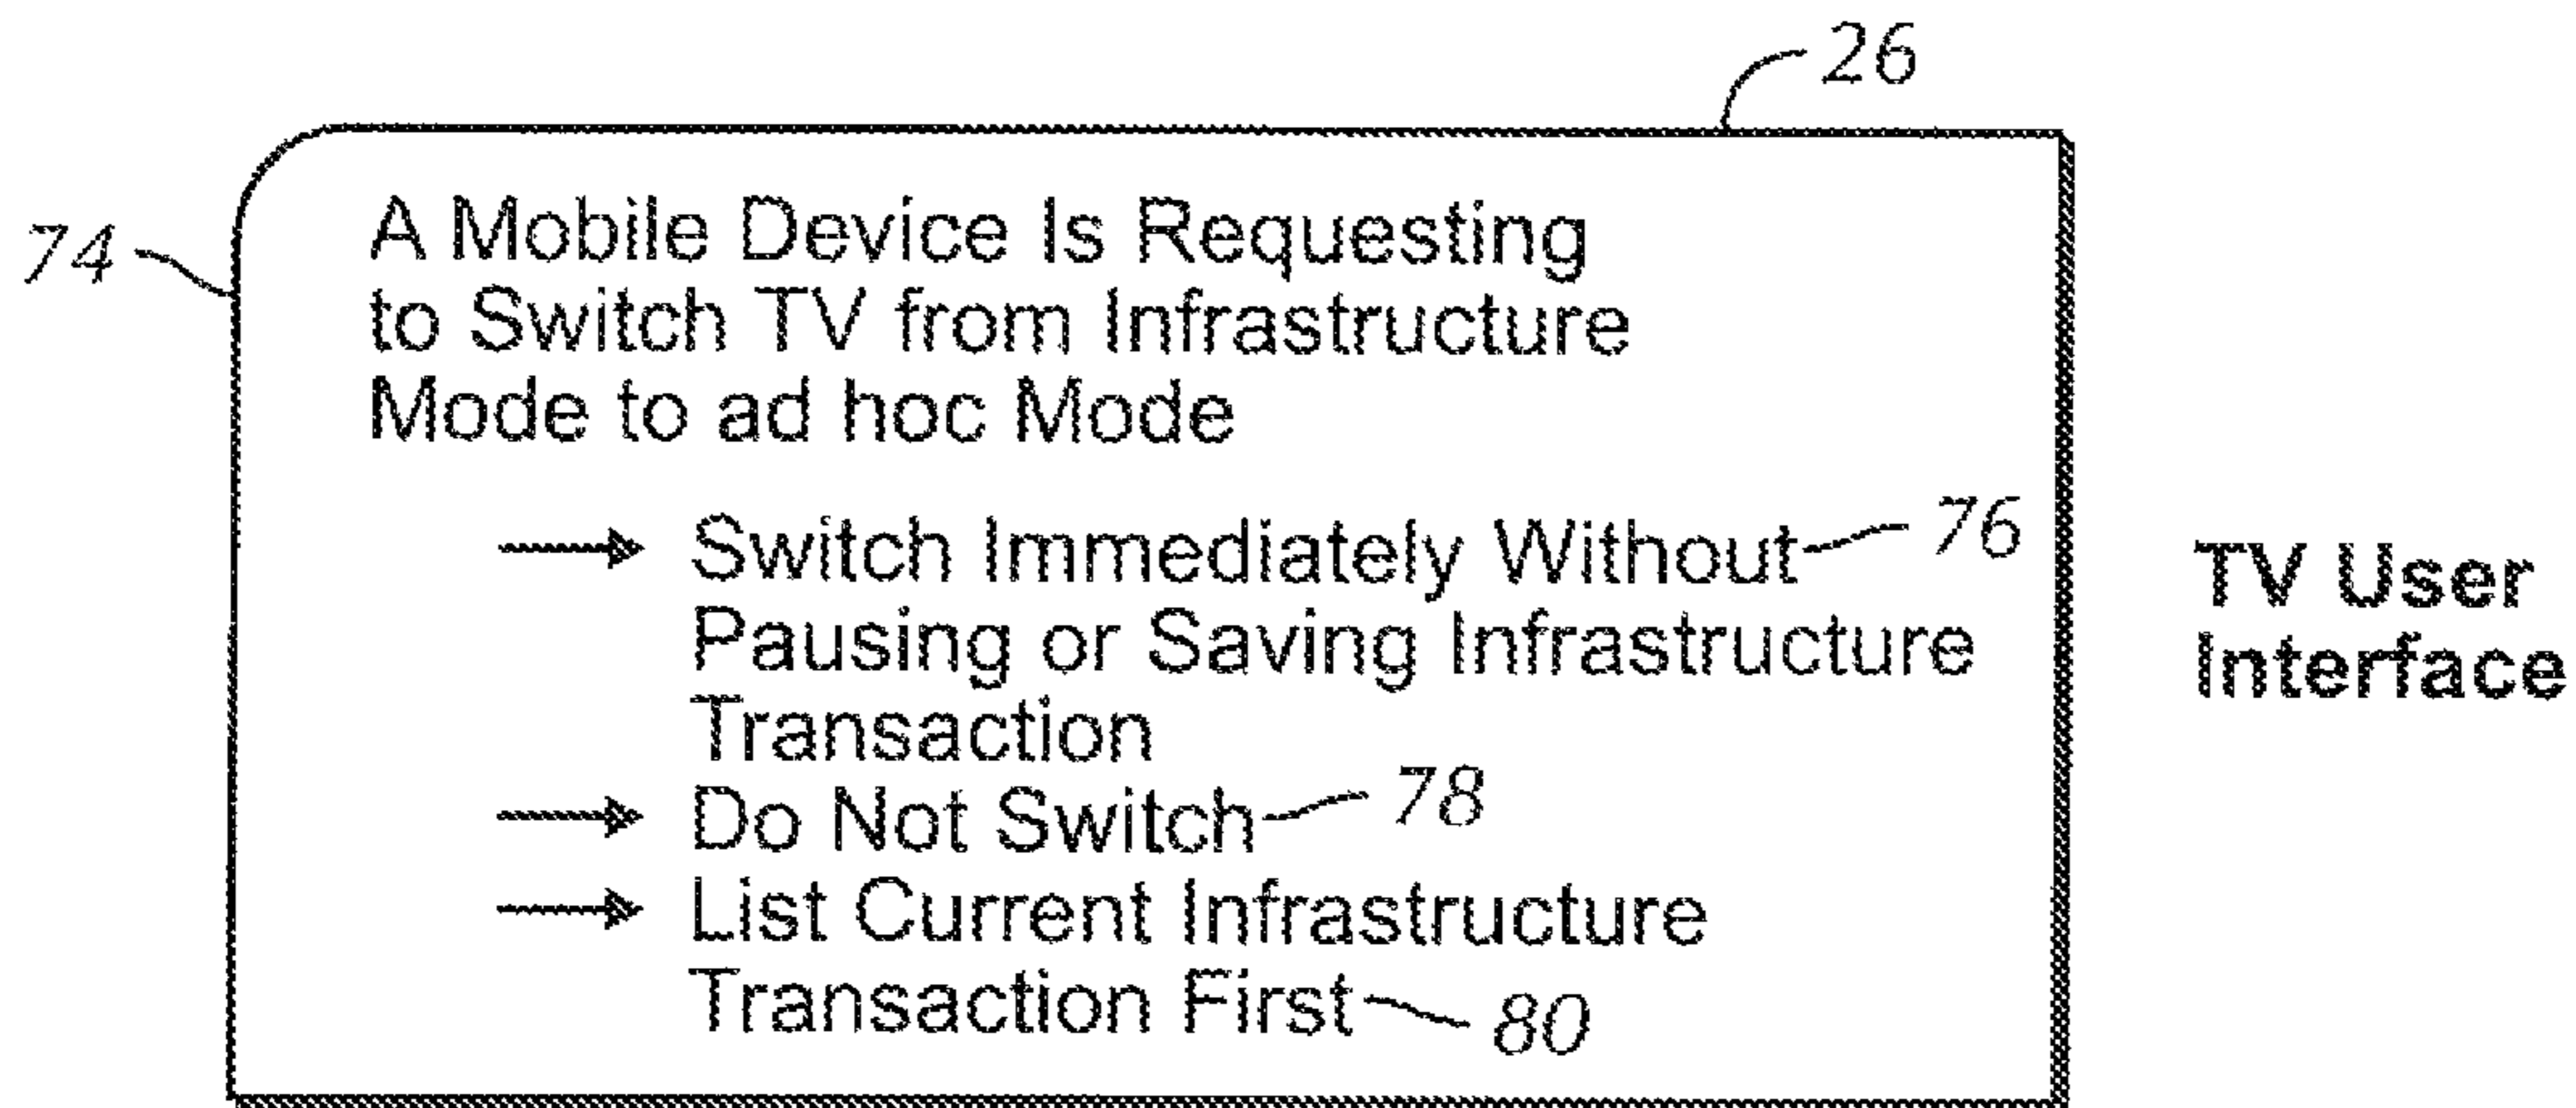 26
74
A Mobile Device Is Requesting
to Switch TV from Infrastructure
Mode to ad hoc Mode
Switch Immediately Without 76
Pausing or Saving Infrastructure
Transaction
Do Not Switch 78
List Current Infrastructure
Transaction First 80
TV User
Interface